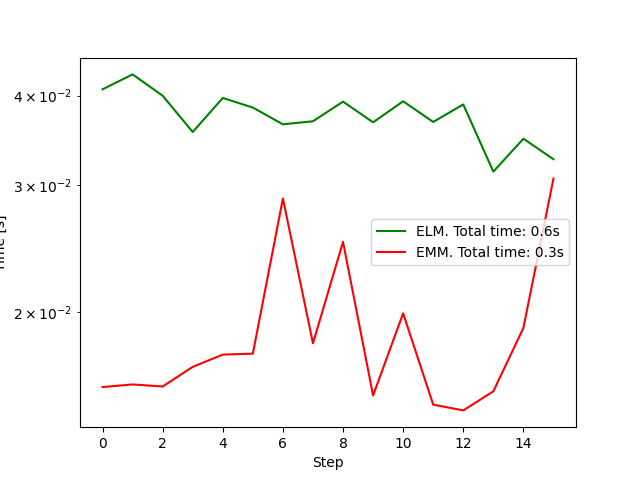 4 × 10⁻²
3 × 10⁻²
2 × 10⁻²
Time [s]
ELM. Total time: 0.6s
EMM. Total time: 0.3s
0 2 4 6 8 10 12 14
Step